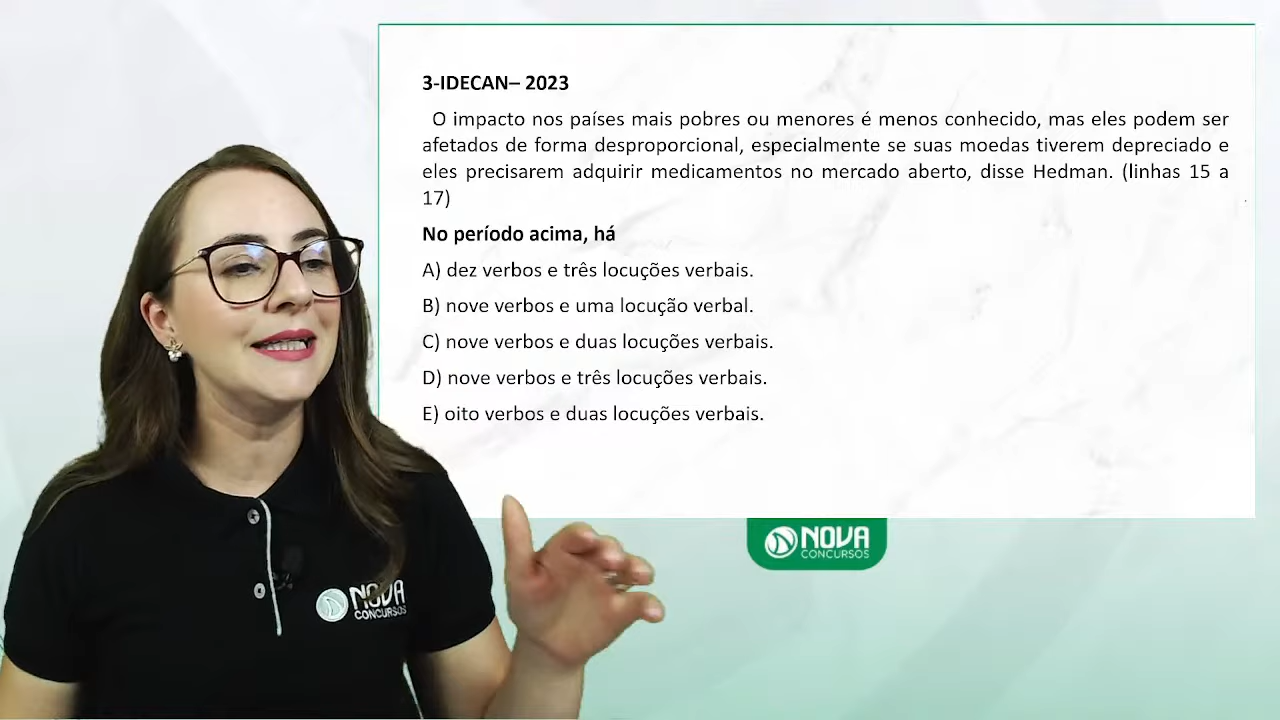 3-IDECAN– 2023
O impacto nos países mais pobres ou menores é menos conhecido, mas eles podem ser
afetados de forma desproporcional, especialmente se suas moedas tiverem depreciado e
eles precisarem adquirir medicamentos no mercado aberto, disse Hedman. (linhas 15 a
17)
No período acima, há
A) dez verbos e três locuções verbais.
B) nove verbos e uma locução verbal.
C) nove verbos e duas locuções verbais.
D) nove verbos e três locuções verbais.
E) oito verbos e duas locuções verbais.
NOVA
CONCURSOS
NOVA
CONCURSOS